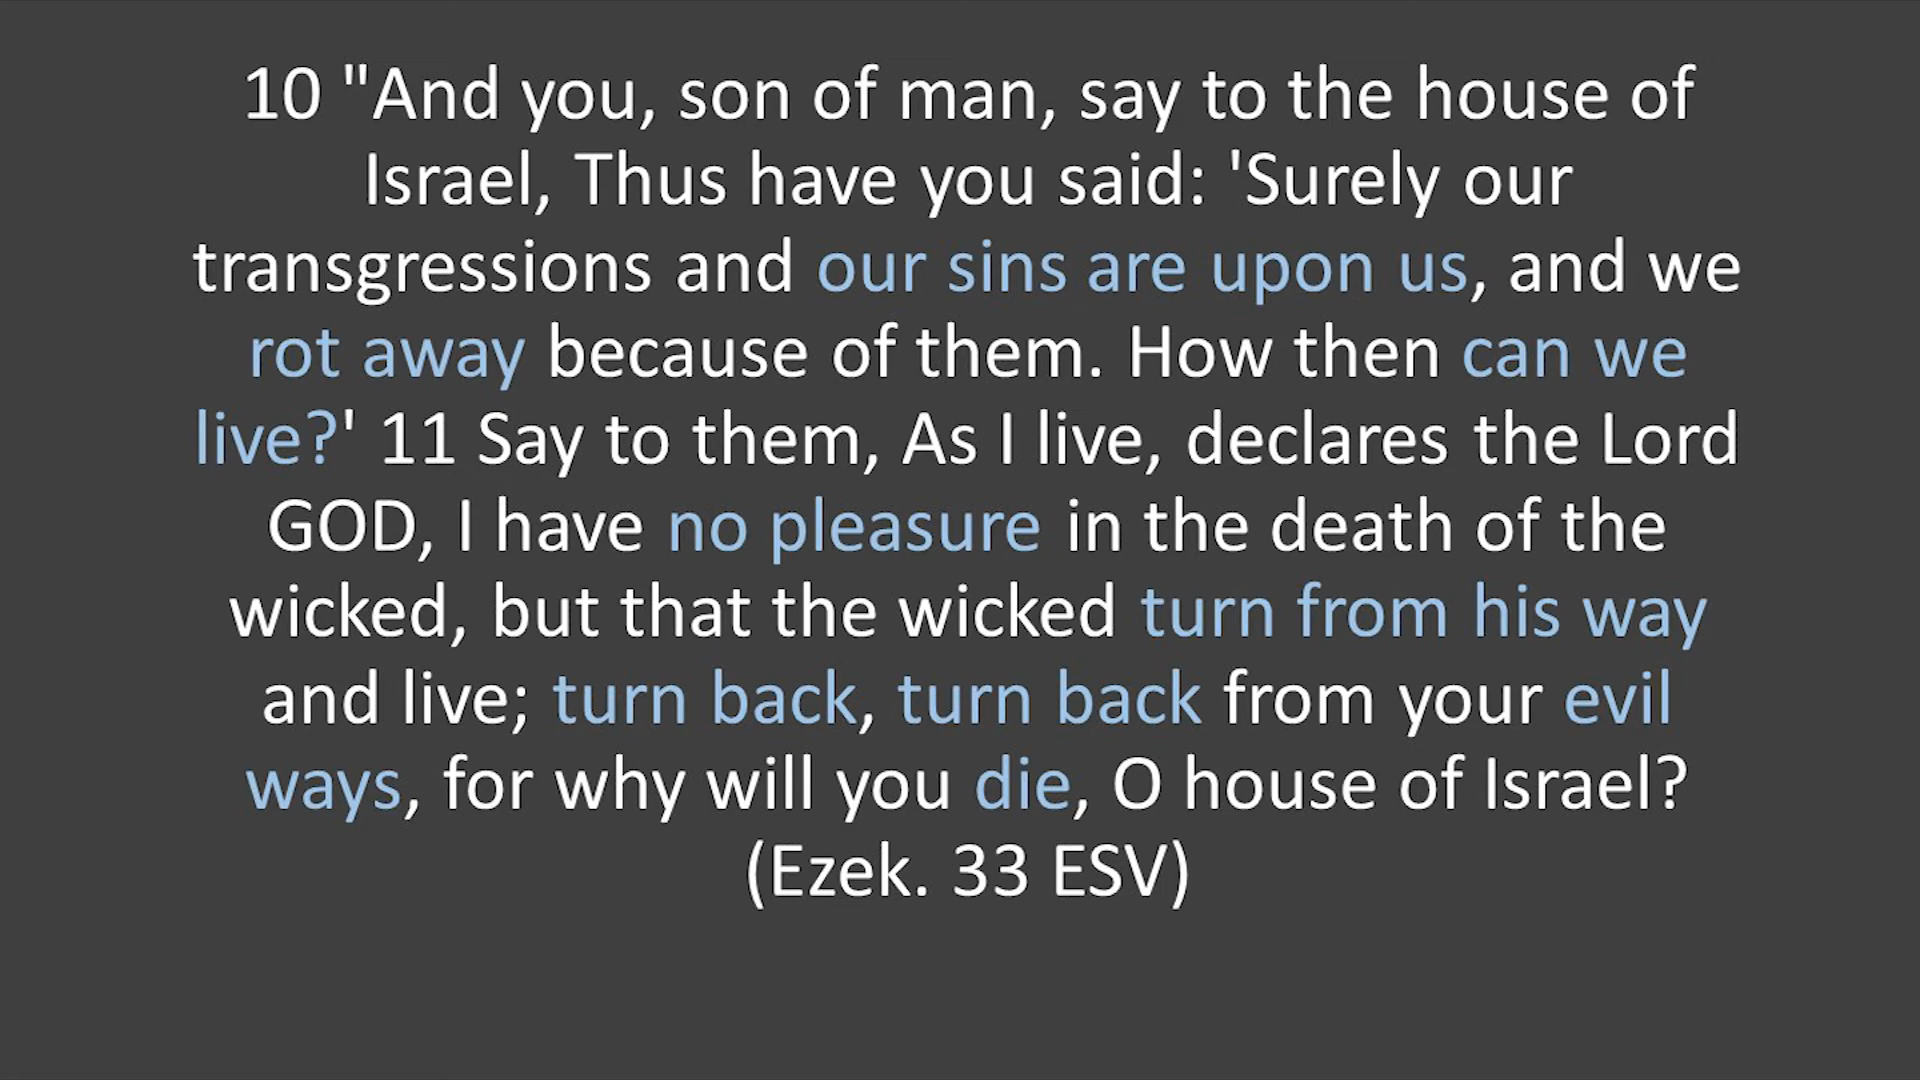 10 "And you, son of man, say to the house of
Israel, Thus have you said: 'Surely our
transgressions and our sins are upon us, and we
rot away because of them. How then can we
live?' 11 Say to them, As I live, declares the Lord
GOD, I have no pleasure in the death of the
wicked, but that the wicked turn from his way
and live; turn back, turn back from your evil
ways, for why will you die, O house of Israel?
(Ezek. 33 ESV)